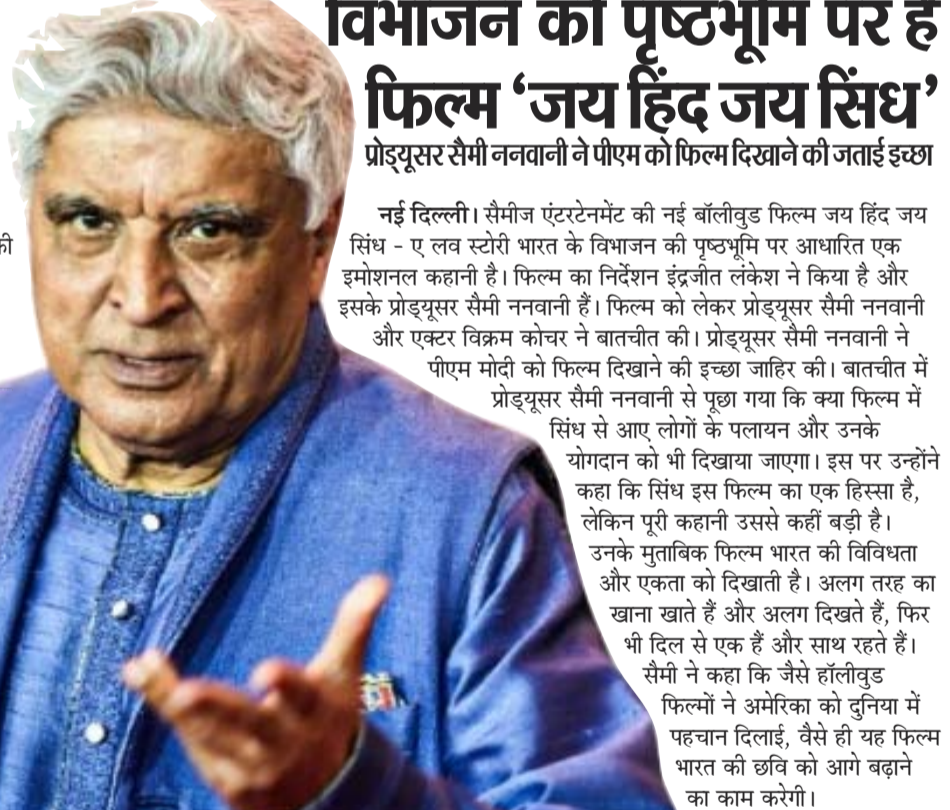 विभाजन की पृष्ठभूमि पर है
फिल्म ‘जय हिंद जय सिंध’
प्रोड्यूसर सैमी ननवानी ने पीएम को फिल्म दिखाने की जताई इच्छा
नई दिल्ली। सैमीज एंटरटेनमेंट की नई बॉलीवुड फिल्म जय हिंद जय
सिंध - ए लव स्टोरी भारत के विभाजन की पृष्ठभूमि पर आधारित एक
इमोशनल कहानी है। फिल्म का निर्देशन इंद्रजीत लंकेश ने किया है और
इसके प्रोड्यूसर सैमी ननवानी हैं। फिल्म को लेकर प्रोड्यूसर सैमी ननवानी
और एक्टर विक्रम कोचर ने बातचीत की। प्रोड्यूसर सैमी ननवानी ने
पीएम मोदी को फिल्म दिखाने की इच्छा जाहिर की। बातचीत में
प्रोड्यूसर सैमी ननवानी से पूछा गया कि क्या फिल्म में
सिंध से आए लोगों के पलायन और उनके
योगदान को भी दिखाया जाएगा। इस पर उन्होंने
कहा कि सिंध इस फिल्म का एक हिस्सा है,
लेकिन पूरी कहानी उससे कहीं बड़ी है।
उनके मुताबिक फिल्म भारत की विविधता
और एकता को दिखाती है। अलग तरह का
खाना खाते हैं और अलग दिखते हैं, फिर
भी दिल से एक हैं और साथ रहते हैं।
सैमी ने कहा कि जैसे हॉलीवुड
फिल्मों ने अमेरिका को दुनिया में
पहचान दिलाई, वैसे ही यह फिल्म
भारत की छवि को आगे बढ़ाने
का काम करेगी।